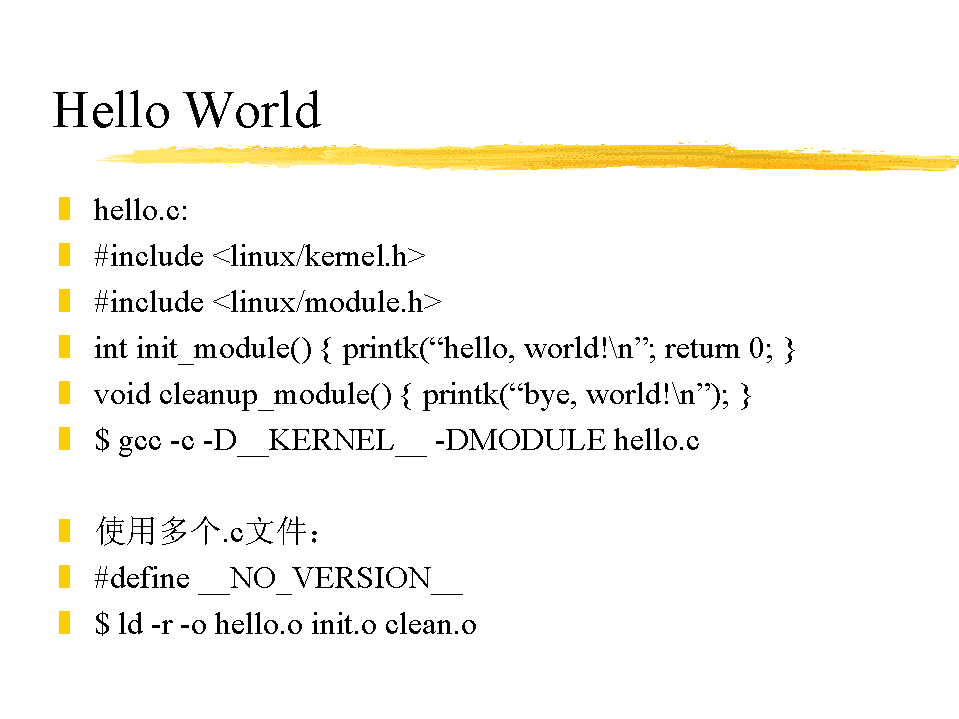 Hello World
hello.c:
#include <linux/kernel.h>
#include <linux/module.h>
int init_module() { printk(“hello, world!\n”; return 0; }
void cleanup_module() { printk(“bye, world!\n”); }
$ gcc -c -D__KERNEL__ -DMODULE hello.c
使用多个.c文件：
#define __NO_VERSION__
$ ld -r -o hello.o init.o clean.o